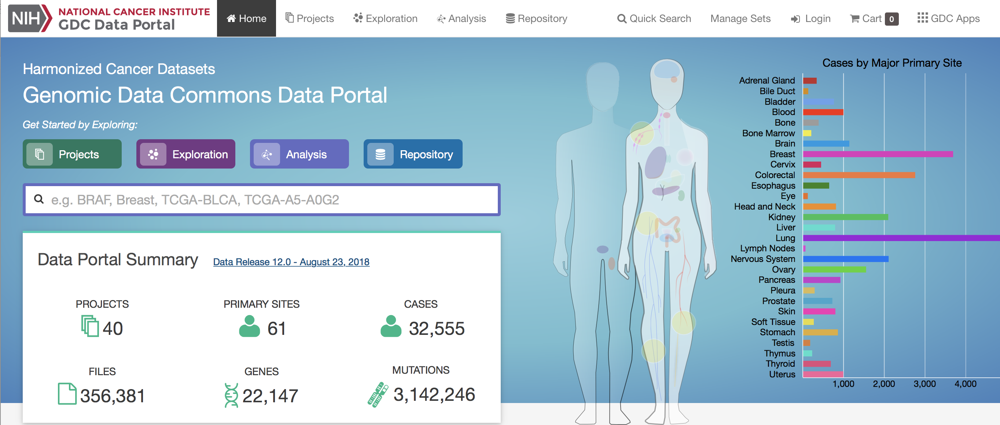 NIH NATIONAL CANCER INSTITUTE
GDC Data Portal
Home Projects Exploration Analysis Repository Quick Search Manage Sets Login Cart 0 GDC Apps
Harmonized Cancer Datasets
Genomic Data Commons Data Portal
Get Started by Exploring:
Projects Exploration Analysis Repository
e.g. BRAF, Breast, TCGA-BLCA, TCGA-A5-A0G2
Data Portal Summary Data Release 12.0 - August 23, 2018
PROJECTS PRIMARY SITES CASES
40 61 32,555
FILES GENES MUTATIONS
356,381 22,147 3,142,246
Cases by Major Primary Site
Adrenal Gland
Bile Duct
Bladder
Blood
Bone
Bone Marrow
Brain
Breast
Cervix
Colorectal
Esophagus
Eye
Head and Neck
Kidney
Liver
Lung
Lymph Nodes
Nervous System
Ovary
Pancreas
Pleura
Prostate
Skin
Soft Tissue
Stomach
Testis
Thymus
Thyroid
Uterus
1,000 2,000 3,000 4,000